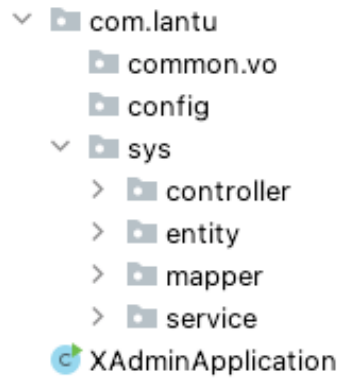 com.lantu
common.vo
config
sys
controller
entity
mapper
service
XAdminApplication